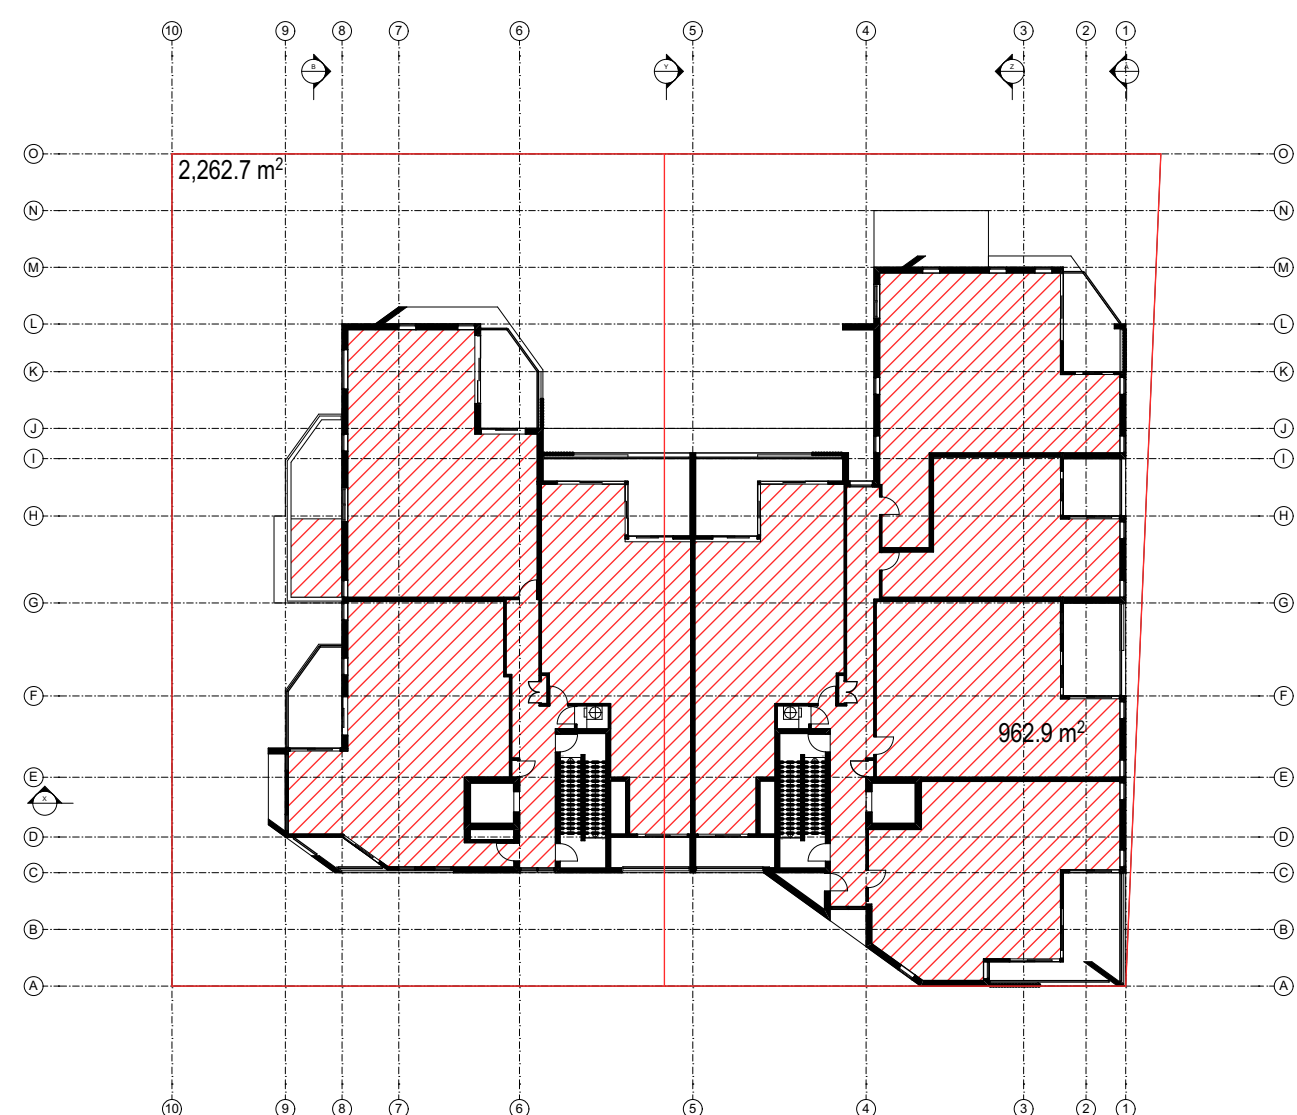 10 9 8 7 6 5 4 3 2 1
B Y Z A
O O
2,262.7 m²
N N
M M
L L
K K
J J
I I
H H
G G
F F
962.9 m²
E E
X
D D
C C
B B
A A
10 9 8 7 6 5 4 3 2 1